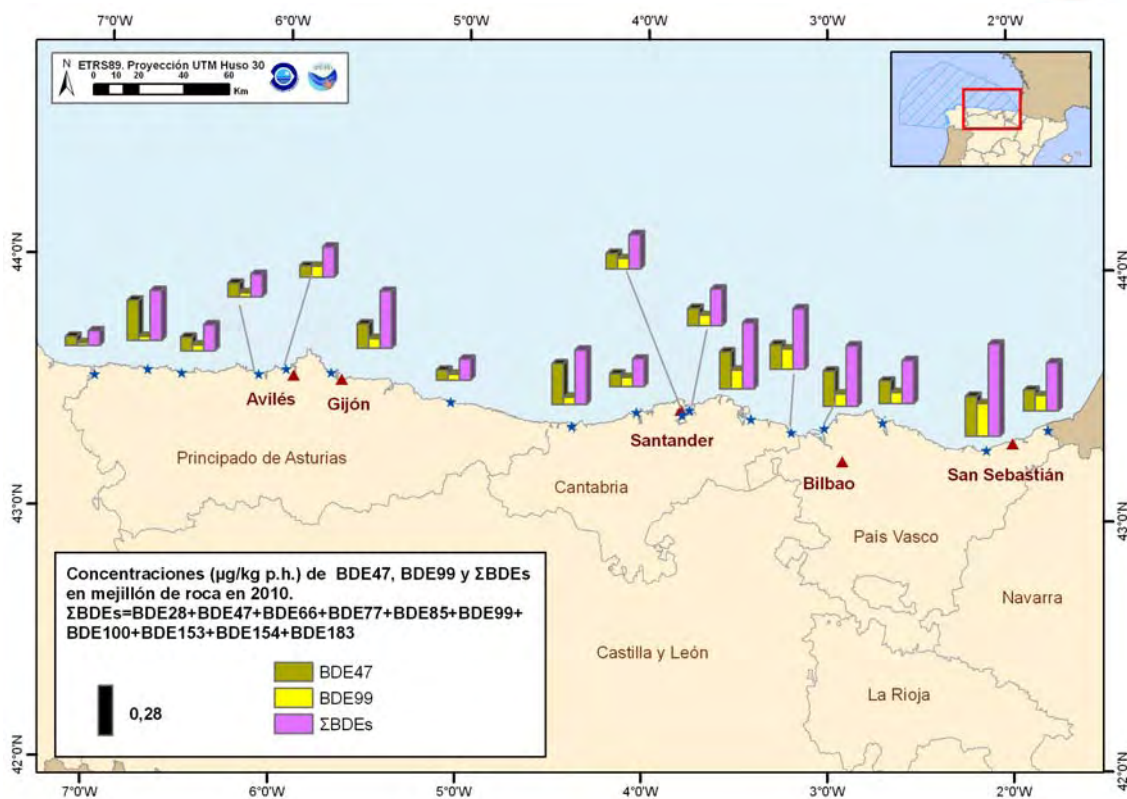 7°0'W 6°0'W 5°0'W 4°0'W 3°0'W 2°0'W
N ETRS89. Proyección UTM Huso 30
0 10 20 40 60
Km
44°0'N 44°0'N
Avilés
Gijón
Santander
Bilbao
San Sebastián
Principado de Asturias
Cantabria
País Vasco
Navarra
Castilla y León
La Rioja
43°0'N 43°0'N
Concentraciones (µg/kg p.h.) de BDE47, BDE99 y ΣBDEs
en mejillón de roca en 2010.
ΣBDEs=BDE28+BDE47+BDE66+BDE77+BDE85+BDE99+
BDE100+BDE153+BDE154+BDE183
0,28
BDE47
BDE99
ΣBDEs
42°0'N 42°0'N
7°0'W 6°0'W 5°0'W 4°0'W 3°0'W 2°0'W